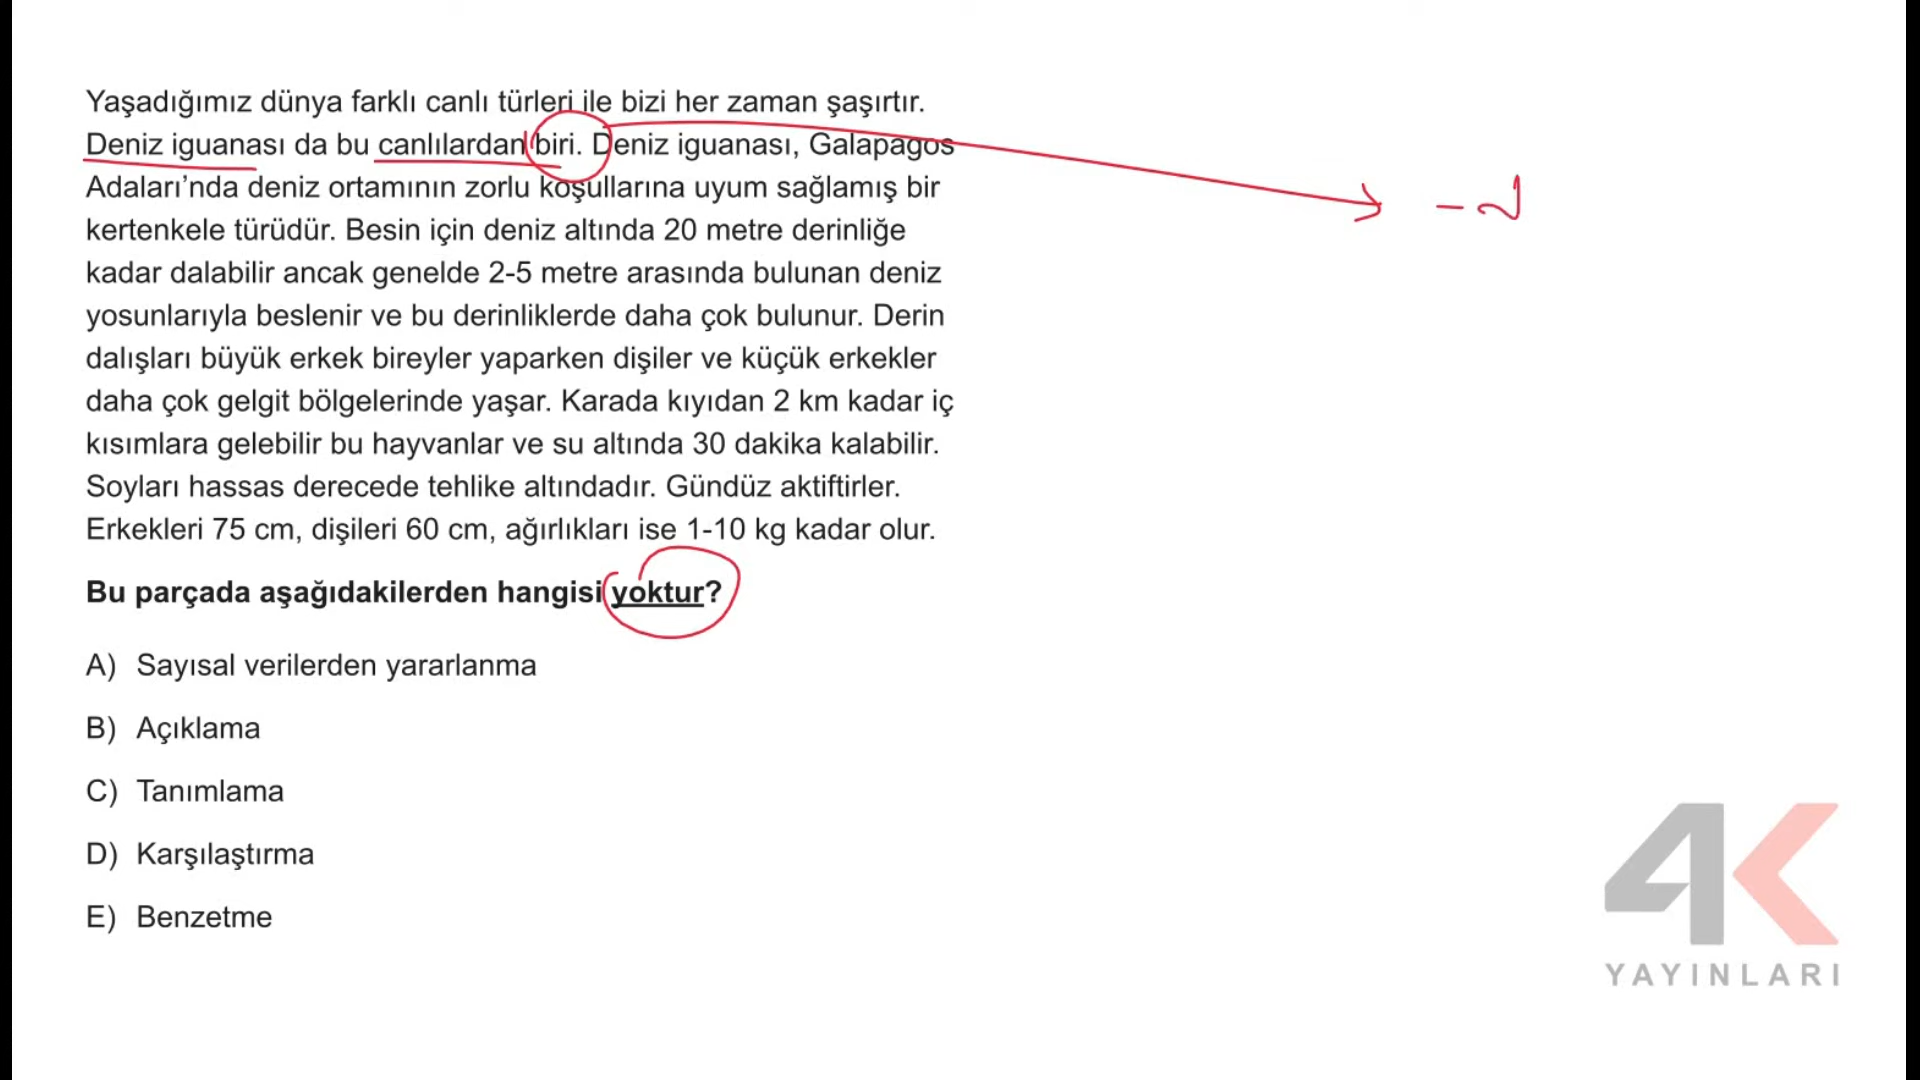 Yaşadığımız dünya farklı canlı türleri ile bizi her zaman şaşırtır.
Deniz iguanası da bu canlılardan biri. Deniz iguanası, Galapagos
Adaları’nda deniz ortamının zorlu koşullarına uyum sağlamış bir
kertenkele türüdür. Besin için deniz altında 20 metre derinliğe
kadar dalabilir ancak genelde 2-5 metre arasında bulunan deniz
yosunlarıyla beslenir ve bu derinliklerde daha çok bulunur. Derin
dalışları büyük erkek bireyler yaparken dişiler ve küçük erkekler
daha çok gelgit bölgelerinde yaşar. Karada kıyıdan 2 km kadar iç
kısımlara gelebilir bu hayvanlar ve su altında 30 dakika kalabilir.
Soyları hassas derecede tehlike altındadır. Gündüz aktiftirler.
Erkekleri 75 cm, dişileri 60 cm, ağırlıkları ise 1-10 kg kadar olur.
Bu parçada aşağıdakilerden hangisi yoktur?
A) Sayısal verilerden yararlanma
B) Açıklama
C) Tanımlama
D) Karşılaştırma
E) Benzetme
4K
YAYINLARI